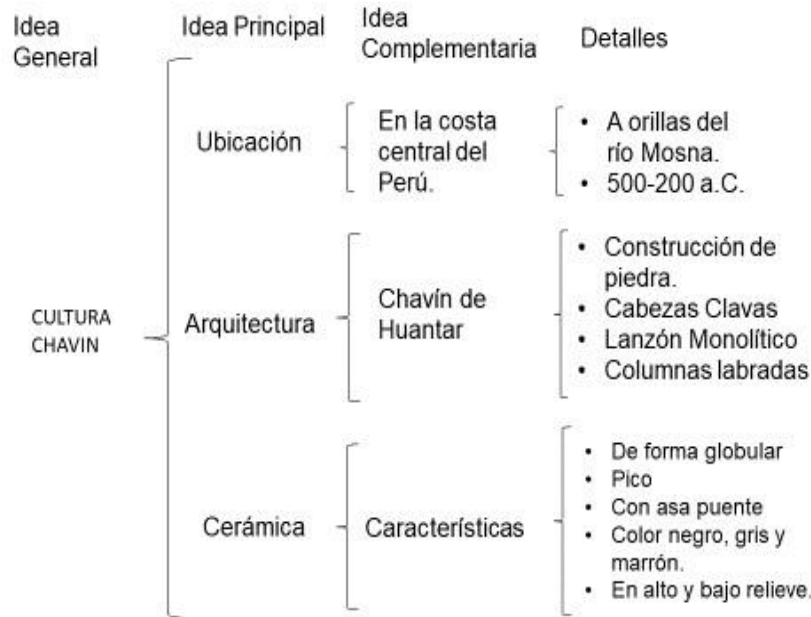 Idea
General
Idea Principal
Idea
Complementaria
Detalles
CULTURA
CHAVIN
Ubicación
En la costa
central del
Perú.
• A orillas del
río Mosna.
• 500-200 a.C.
Arquitectura
Chavín de
Huantar
• Construcción de
piedra.
• Cabezas Clavas
• Lanzón Monolítico
• Columnas labradas
Cerámica
Características
• De forma globular
• Pico
• Con asa puente
• Color negro, gris y
marrón.
• En alto y bajo relieve.